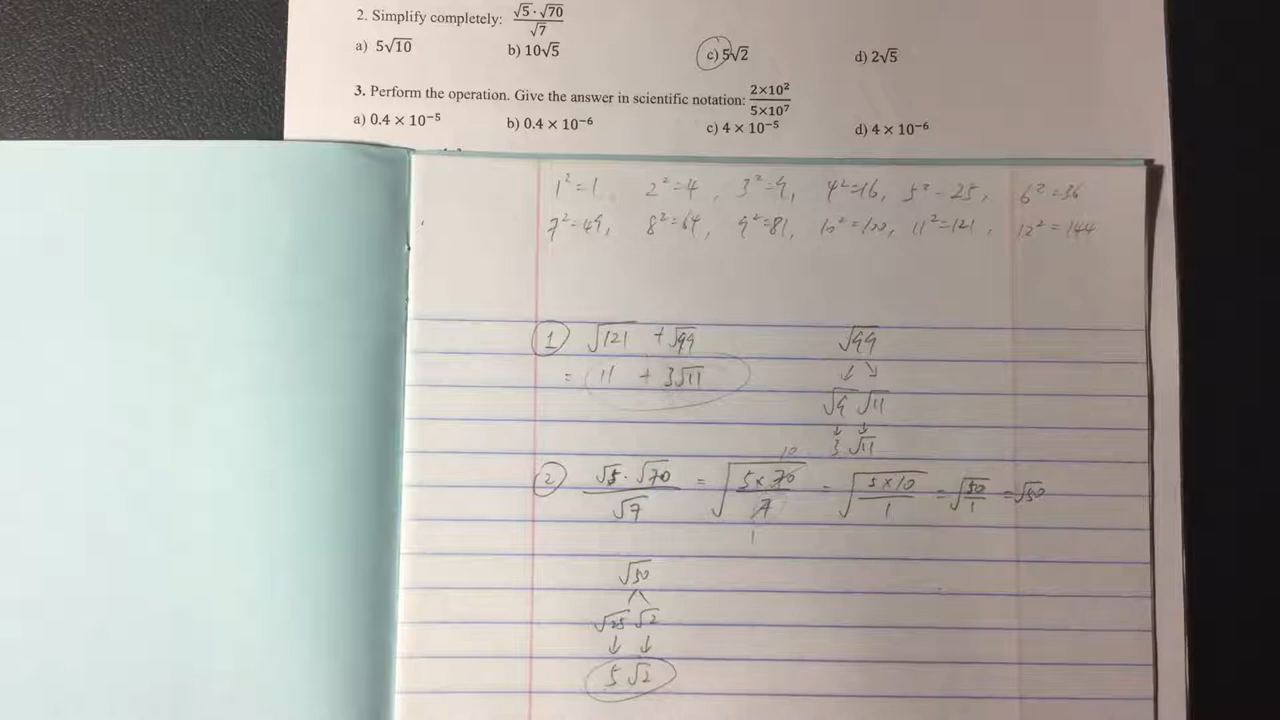 2. Simplify completely: √5·√70 / √7
a) 5√10 b) 10√5 c) 5√2 d) 2√5
3. Perform the operation. Give the answer in scientific notation: 2×10² / 5×10⁷
a) 0.4 × 10⁻⁵ b) 0.4 × 10⁻⁶ c) 4 × 10⁻⁵ d) 4 × 10⁻⁶
1²=1, 2²=4, 3²=9, 4²=16, 5²=25, 6²=36
7²=49, 8²=64, 9²=81, 10²=100, 11²=121, 12²=144
① √121 + √99
= 11 + 3√11
√99
↙ ↘
√9 √11
↓ ↓
3 √11
② √5·√70 / √7 = √(5×70 / 7) = √(5×10 / 1) = √(50 / 1) = √50
10
1
√50
√25 √2
↓ ↓
5 √2